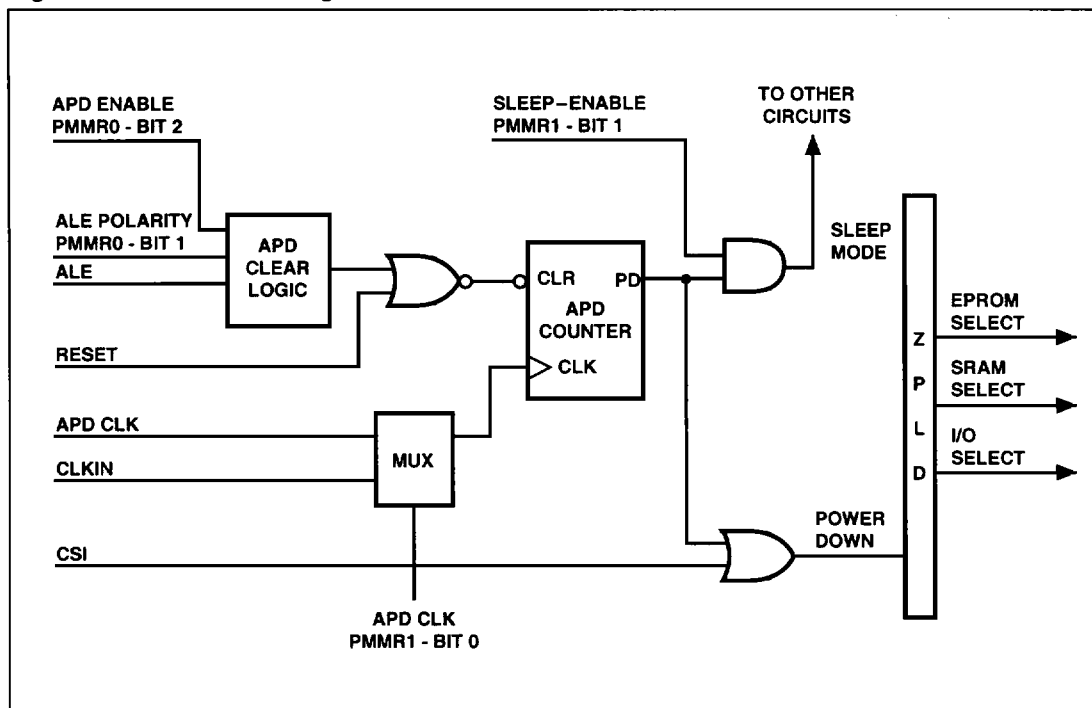 APD ENABLE
PMMR0 - BIT 2
SLEEP-ENABLE
PMMR1 - BIT 1
TO OTHER
CIRCUITS
ALE POLARITY
PMMR0 - BIT 1
ALE
APD
CLEAR
LOGIC
CLR
PD
APD
COUNTER
CLK
SLEEP
MODE
RESET
APD CLK
CLKIN
MUX
CSI
APD CLK
PMMR1 - BIT 0
POWER
DOWN
Z
P
L
D
EPROM
SELECT
SRAM
SELECT
I/O
SELECT